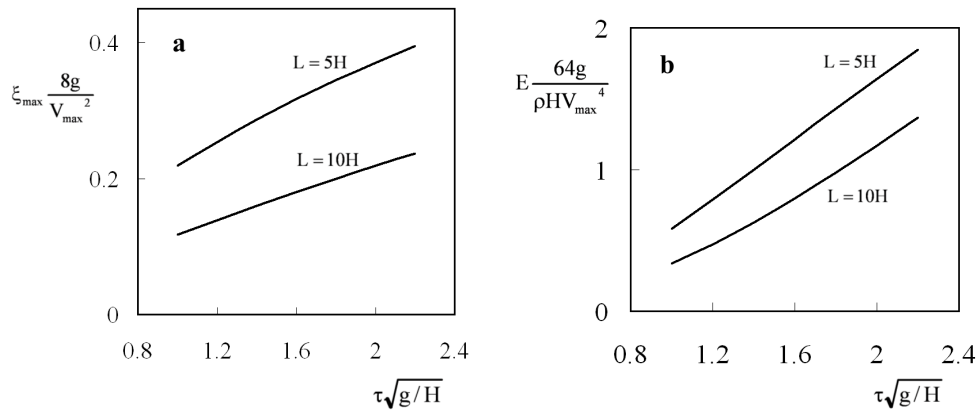 a
0.4
L = 5H
ξmax 8g / Vmax²
0.2
L = 10H
0
0.8 1.2 1.6 2 2.4
τ√g / H
b
2
L = 5H
E 64g / ρHVmax⁴
1
L = 10H
0
0.8 1.2 1.6 2 2.4
τ√g / H